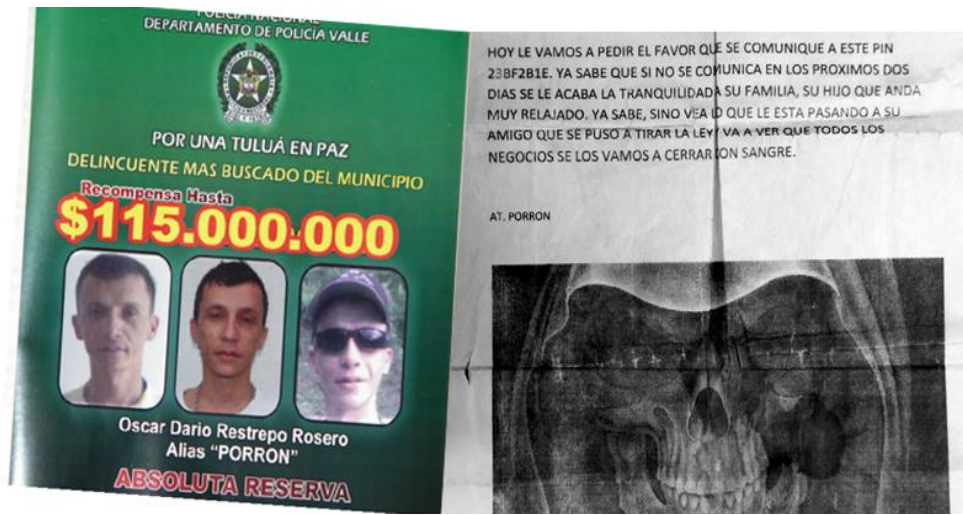 POLICÍA NACIONAL
DEPARTAMENTO DE POLICÍA VALLE
POR UNA TULUÁ EN PAZ
DELINCUENTE MAS BUSCADO DEL MUNICIPIO
Recompensa Hasta
$115.000.000
Oscar Dario Restrepo Rosero
Alias “PORRON”
ABSOLUTA RESERVA
HOY LE VAMOS A PEDIR EL FAVOR QUE SE COMUNIQUE A ESTE PIN
23BF2B1E. YA SABE QUE SI NO SE COMUNICA EN LOS PROXIMOS DOS
DIAS SE LE ACABA LA TRANQUILIDAD A SU FAMILIA, SU HIJO QUE ANDA
MUY RELAJADO. YA SABE, SINO VEA LO QUE LE ESTA PASANDO A SU
AMIGO QUE SE PUSO A TIRAR LA LEY VA A VER QUE TODOS LOS
NEGOCIOS SE LOS VAMOS A CERRAR CON SANGRE.
AT. PORRON